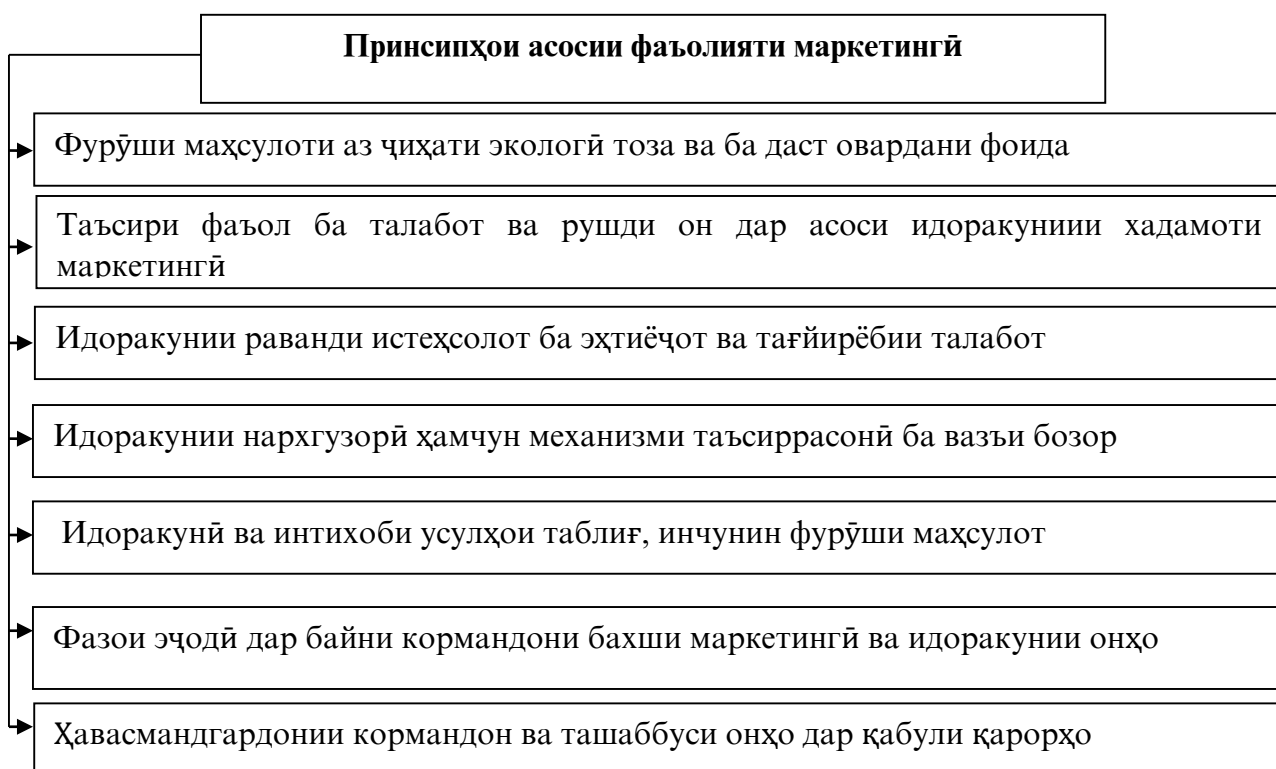 Принсипҳои асосии фаъолияти маркетингӣ
Фурӯши маҳсулоти аз ҷиҳати экологӣ тоза ва ба даст овардани фоида
Таъсири фаъол ба талабот ва рушди он дар асоси идоракуниии хадамоти
маркетингӣ
Идоракунии раванди истеҳсолот ба эҳтиёҷот ва тағйирёбии талабот
Идоракунии нархгузорӣ ҳамчун механизми таъсиррасонӣ ба вазъи бозор
Идоракунӣ ва интихоби усулҳои таблиғ, инчунин фурӯши маҳсулот
Фазои эҷодӣ дар байни кормандони бахши маркетингӣ ва идоракунии онҳо
Ҳавасмандгардонии кормандон ва ташаббуси онҳо дар қабули қарорҳо